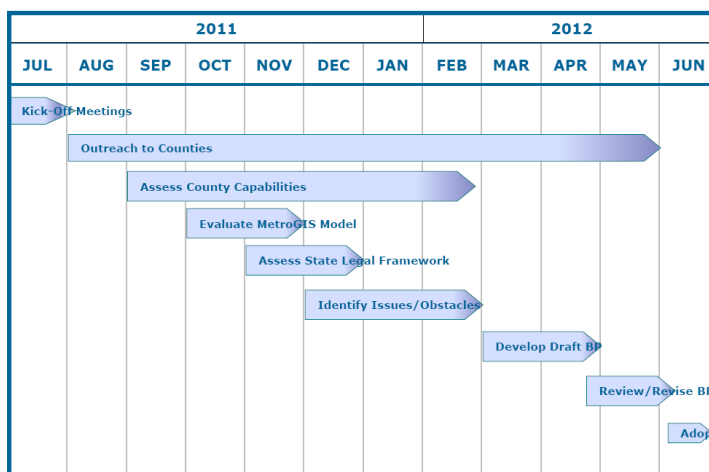 2011 2012
JUL AUG SEP OCT NOV DEC JAN FEB MAR APR MAY JUN
Kick-Off Meetings
Outreach to Counties
Assess County Capabilities
Evaluate MetroGIS Model
Assess State Legal Framework
Identify Issues/Obstacles
Develop Draft BP
Review/Revise BP